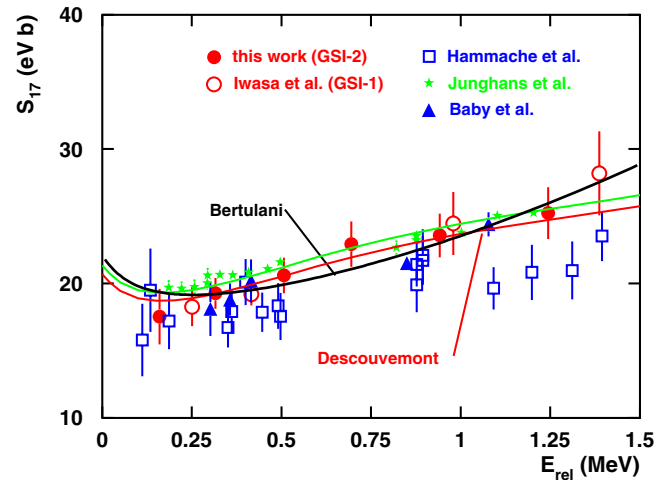 40
30
20
10
S17 (eV b)
this work (GSI-2)
Iwasa et al. (GSI-1)
Hammache et al.
Junghans et al.
Baby et al.
Bertulani
Descouvemont
0 0.25 0.5 0.75 1 1.25 1.5
Erel (MeV)